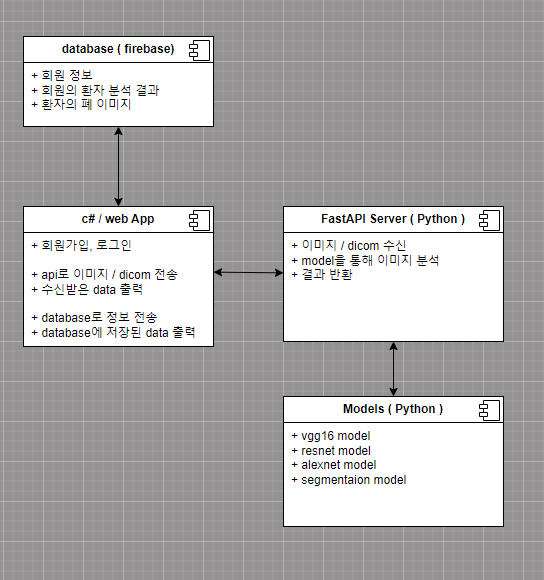 database ( firebase)
+ 회원 정보
+ 회원의 환자 분석 결과
+ 환자의 폐 이미지
c# / web App
+ 회원가입, 로그인
+ api로 이미지 / dicom 전송
+ 수신받은 data 출력
+ database로 정보 전송
+ database에 저장된 data 출력
FastAPI Server ( Python )
+ 이미지 / dicom 수신
+ model을 통해 이미지 분석
+ 결과 반환
Models ( Python )
+ vgg16 model
+ resnet model
+ alexnet model
+ segmentaion model